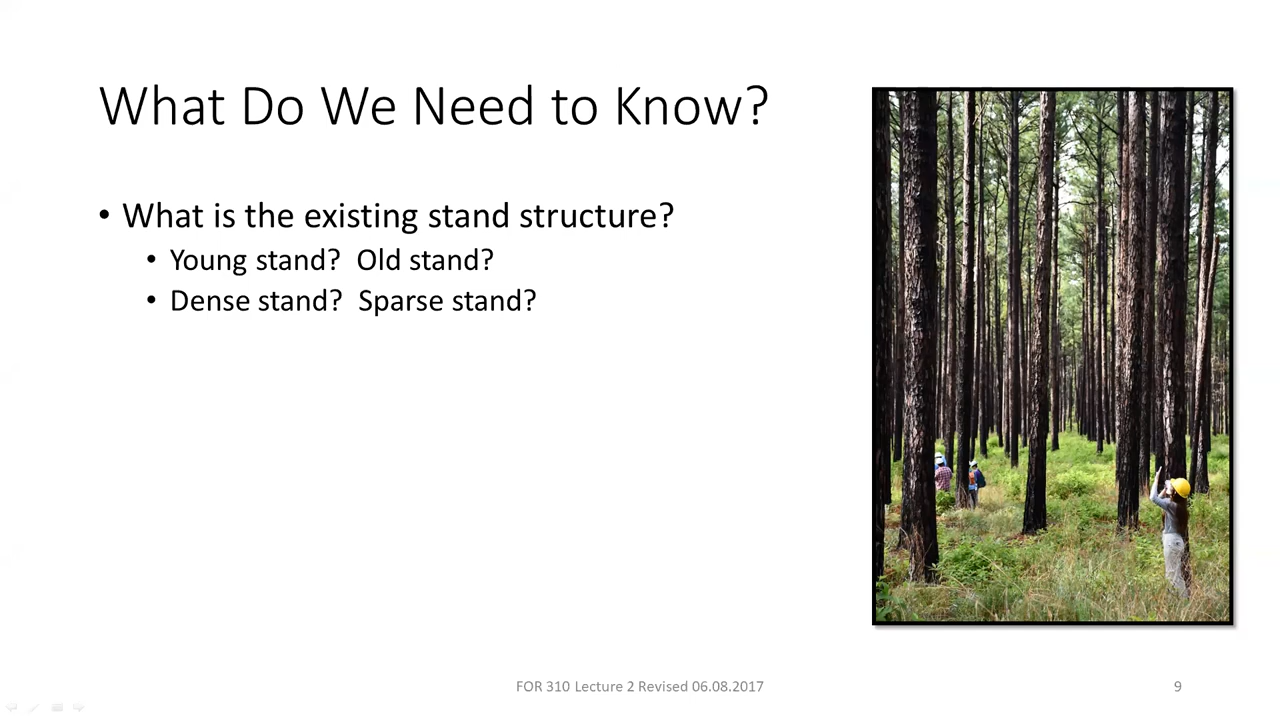 What Do We Need to Know?
• What is the existing stand structure?
• Young stand?  Old stand?
• Dense stand?  Sparse stand?
FOR 310 Lecture 2 Revised 06.08.2017
9